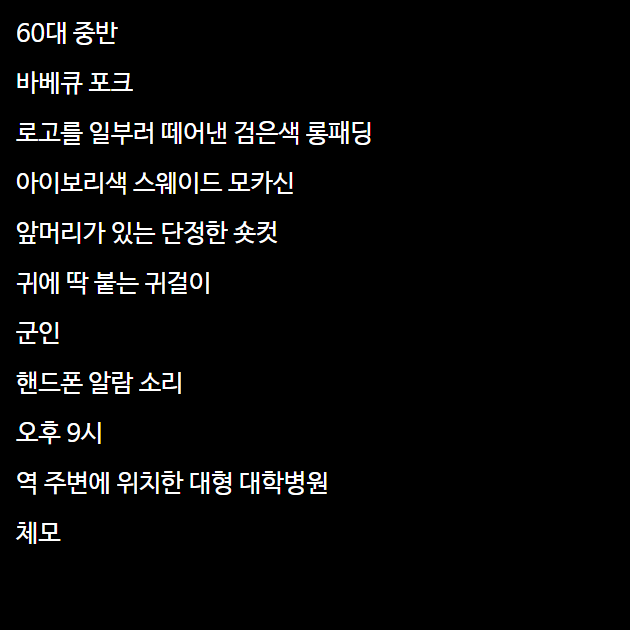 60대 중반
바베큐 포크
로고를 일부러 떼어낸 검은색 롱패딩
아이보리색 스웨이드 모카신
앞머리가 있는 단정한 숏컷
귀에 딱 붙는 귀걸이
군인
핸드폰 알람 소리
오후 9시
역 주변에 위치한 대형 대학병원
체모